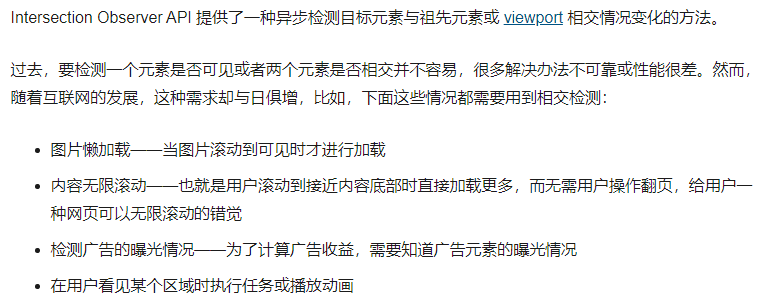 Intersection Observer API 提供了一种异步检测目标元素与祖先元素或 viewport 相交情况变化的方法。
过去，要检测一个元素是否可见或者两个元素是否相交并不容易，很多解决办法不可靠或性能很差。然而，
随着互联网的发展，这种需求却与日俱增，比如，下面这些情况都需要用到相交检测：
• 图片懒加载——当图片滚动到可见时才进行加载
• 内容无限滚动——也就是用户滚动到接近内容底部时直接加载更多，而无需用户操作翻页，给用户一
种网页可以无限滚动的错觉
• 检测广告的曝光情况——为了计算广告收益，需要知道广告元素的曝光情况
• 在用户看见某个区域时执行任务或播放动画